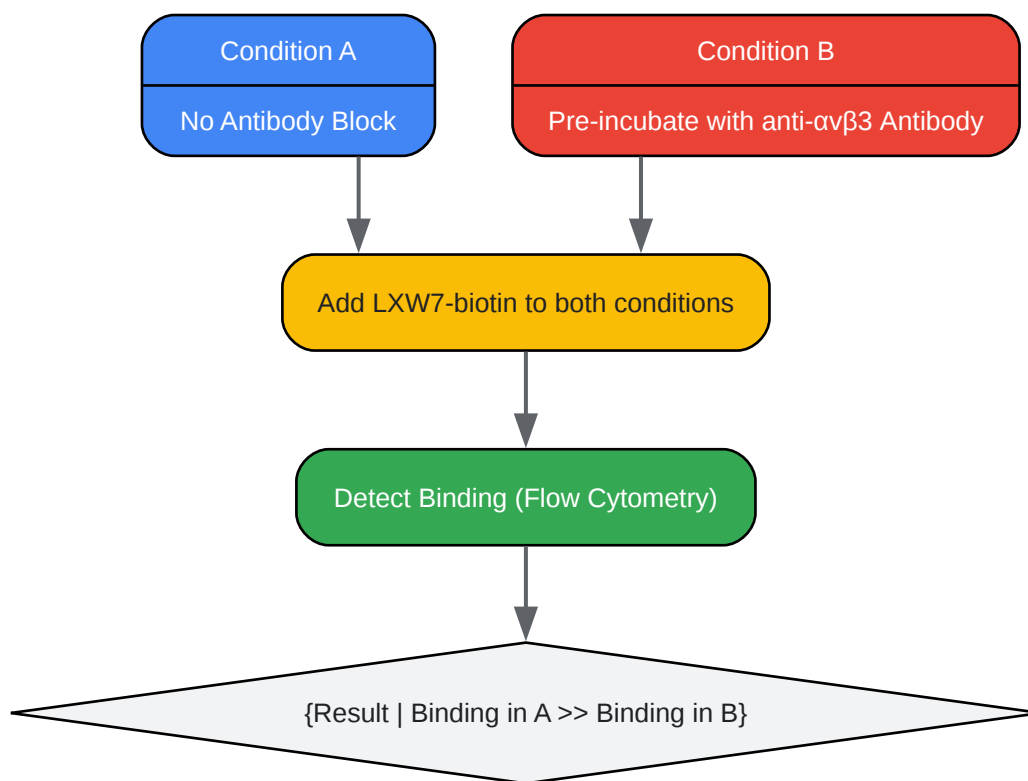 Condition A
No Antibody Block
Condition B
Pre-incubate with anti-αvβ3 Antibody
Add LXW7-biotin to both conditions
Detect Binding (Flow Cytometry)
{Result | Binding in A >> Binding in B}